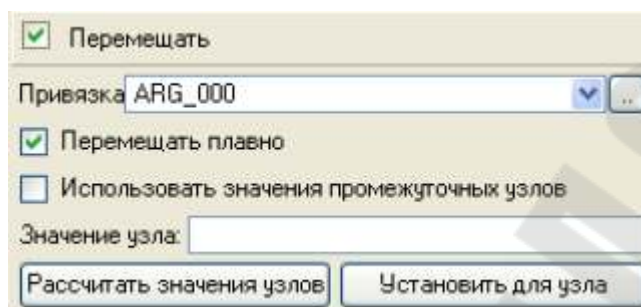 Перемещать
Привязка ARG_000 ..
Перемещать плавно
Использовать значения промежуточных узлов
Значение узла:
Рассчитать значения узлов Установить для узла